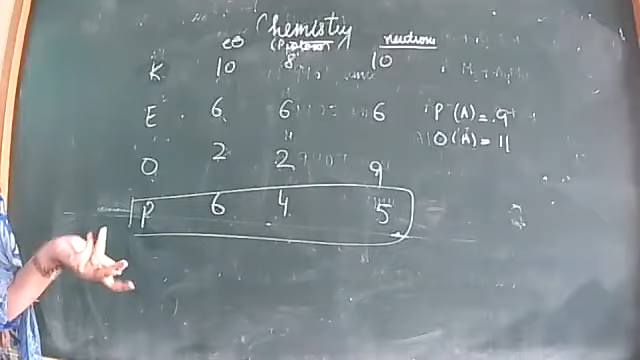 Chemistry
(Protons) neutrons
K 10 8 10
E 6 6 6 P (A) = 9
O 2 2 9 O (A) = 11
P 6 4 5